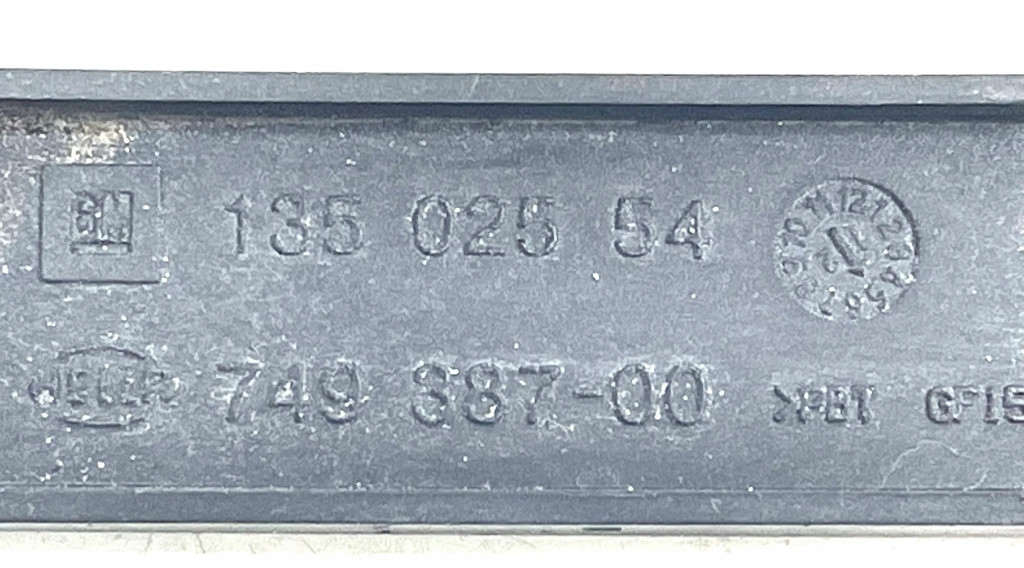 GM 135 025 54
HELLA 749 387-00 >PBT GF15